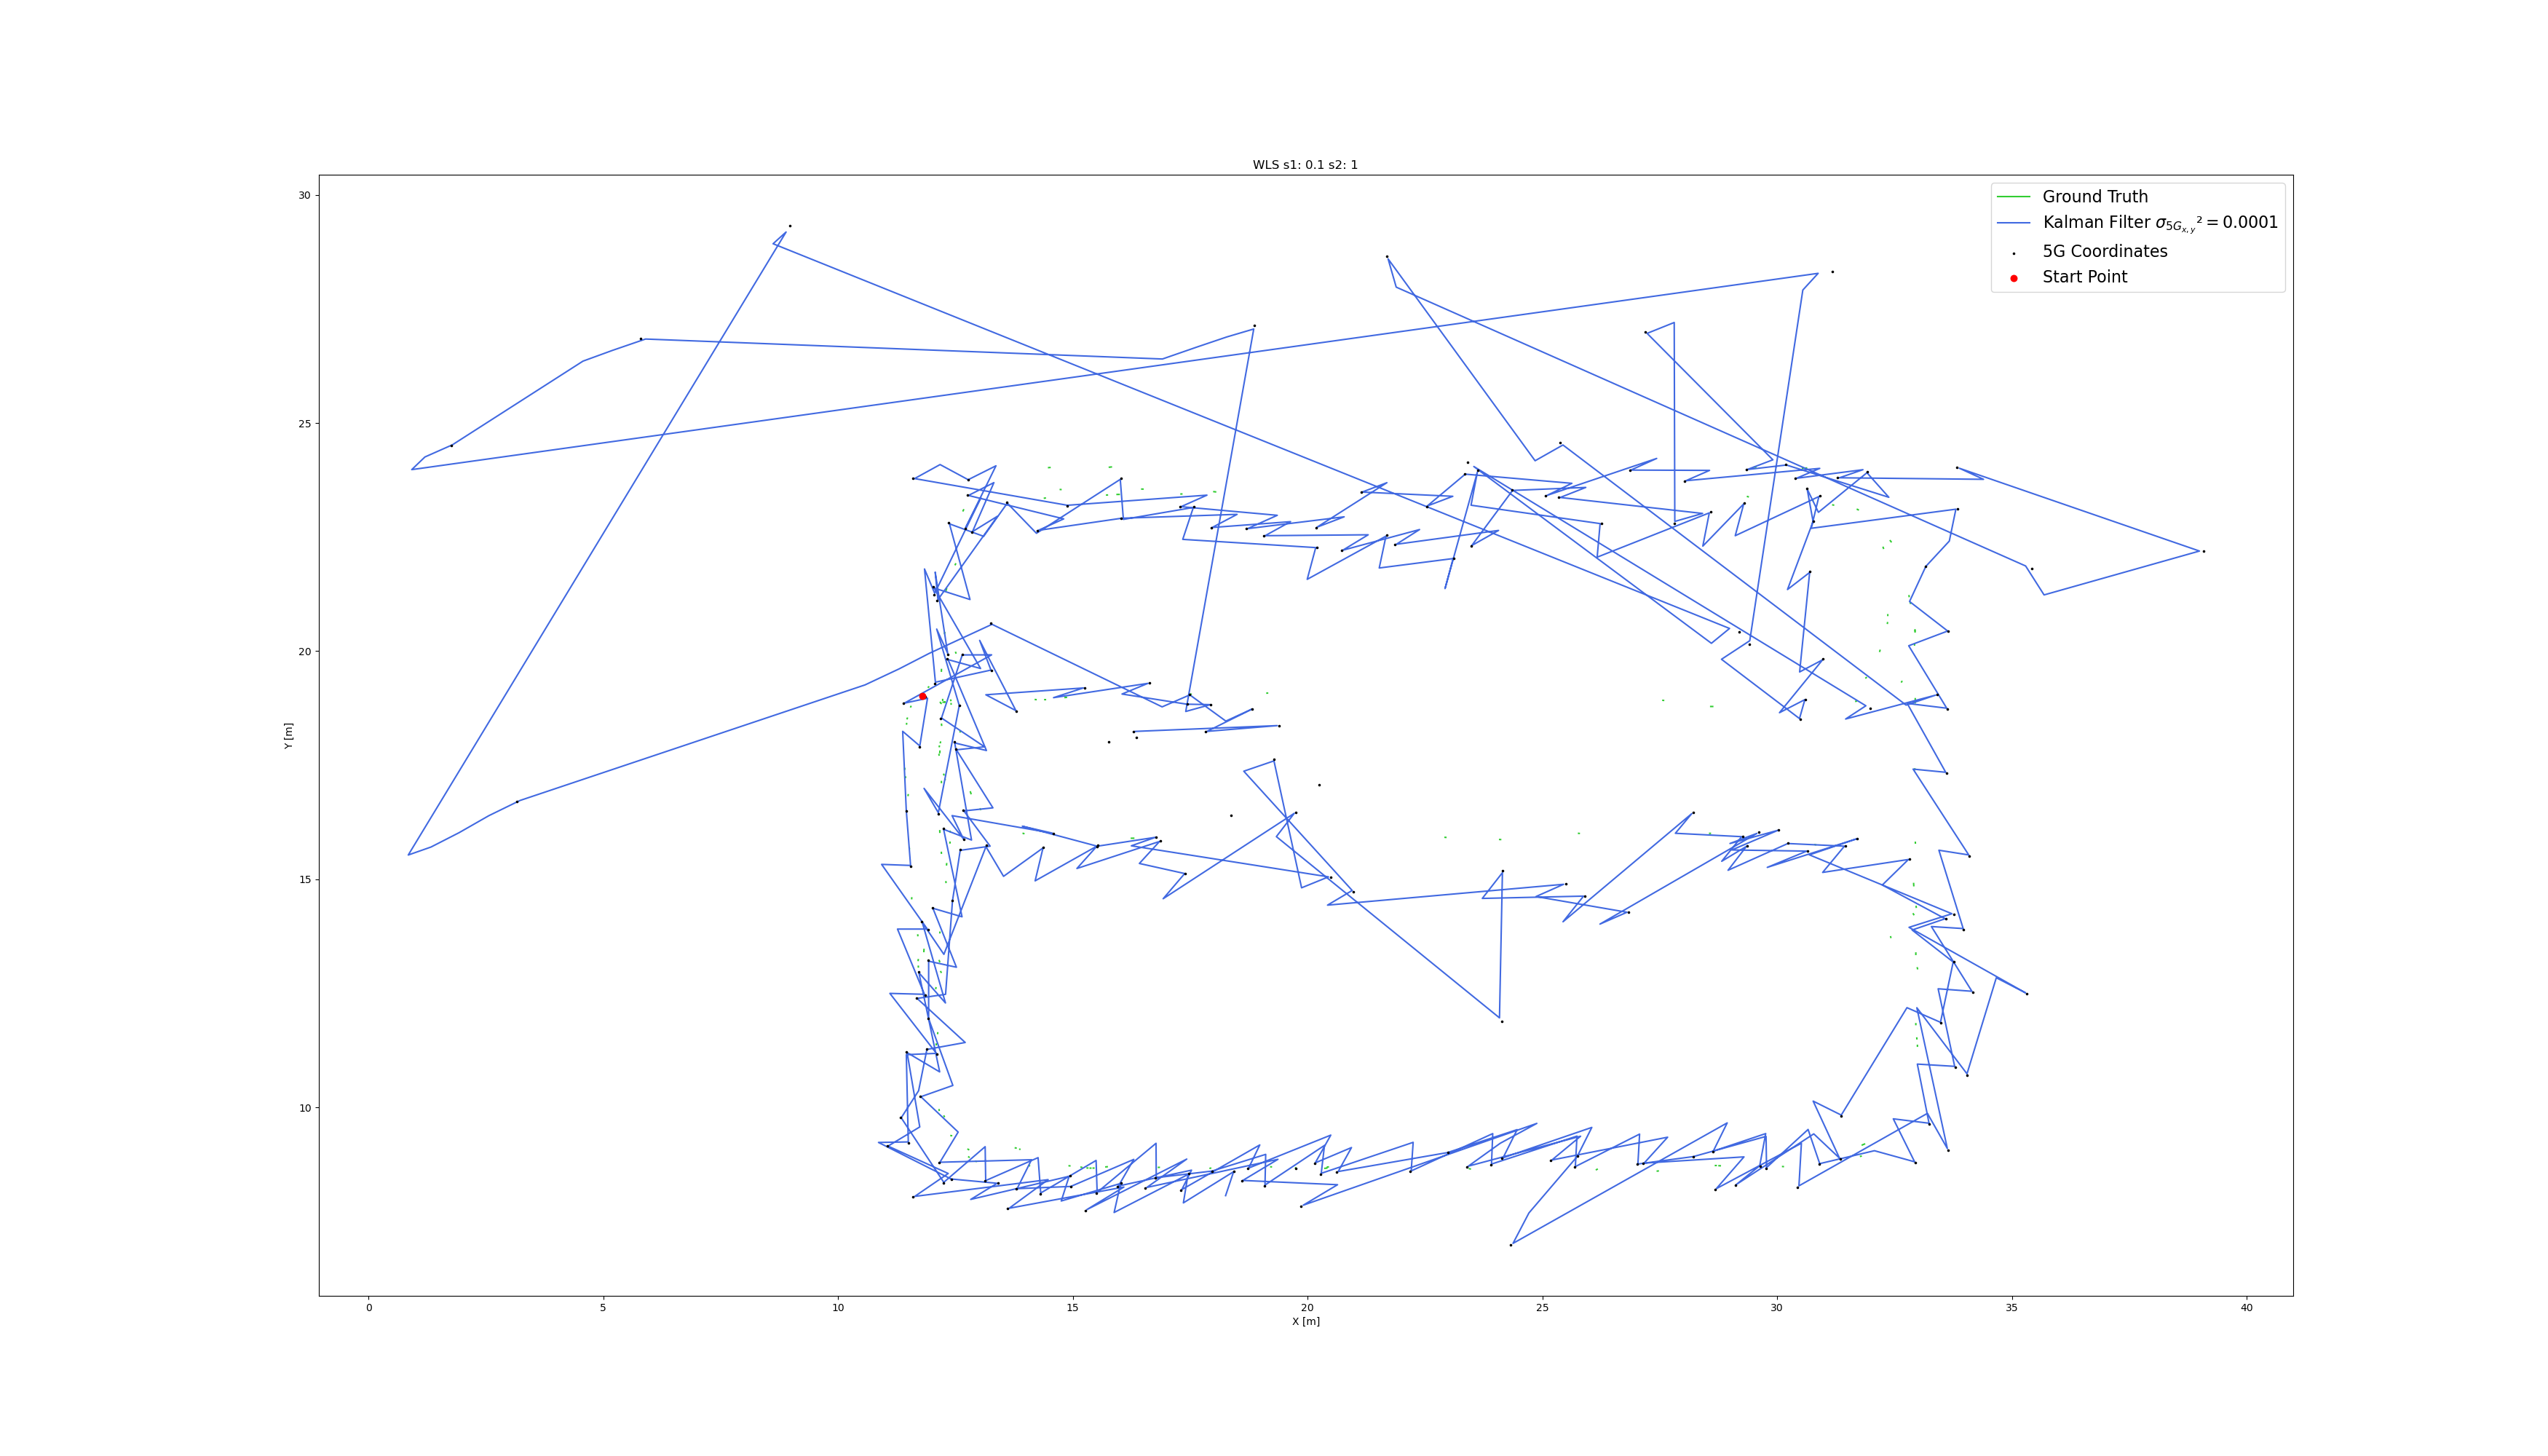 WLS s1: 0.1 s2: 1
Ground Truth
Kalman Filter σ₅G_x,y² = 0.0001
5G Coordinates
Start Point
30
25
20
15
10
Y [m]
0 5 10 15 20 25 30 35 40
X [m]